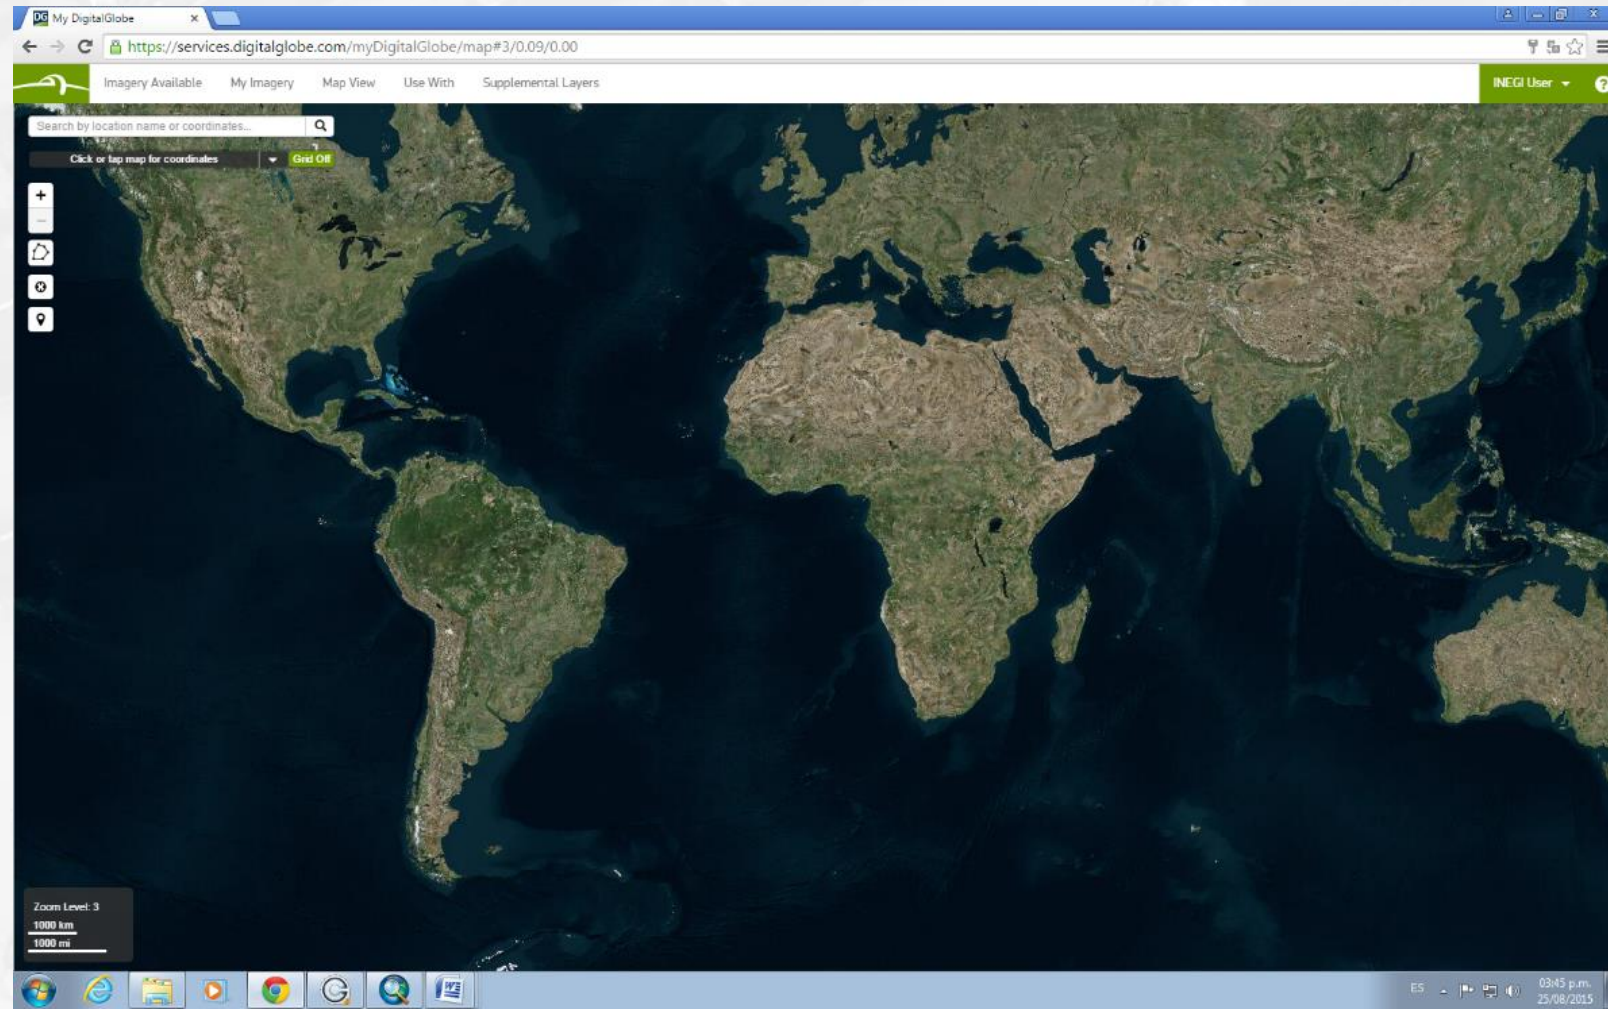 DG My DigitalGlobe
https://services.digitalglobe.com/myDigitalGlobe/map#3/0.09/0.00
Imagery Available My Imagery Map View Use With Supplemental Layers INEGI User
Search by location name or coordinates...
Click or tap map for coordinates Grid Off
Zoom Level: 3
1000 km
1000 mi
ES 03:45 p.m.
25/08/2015